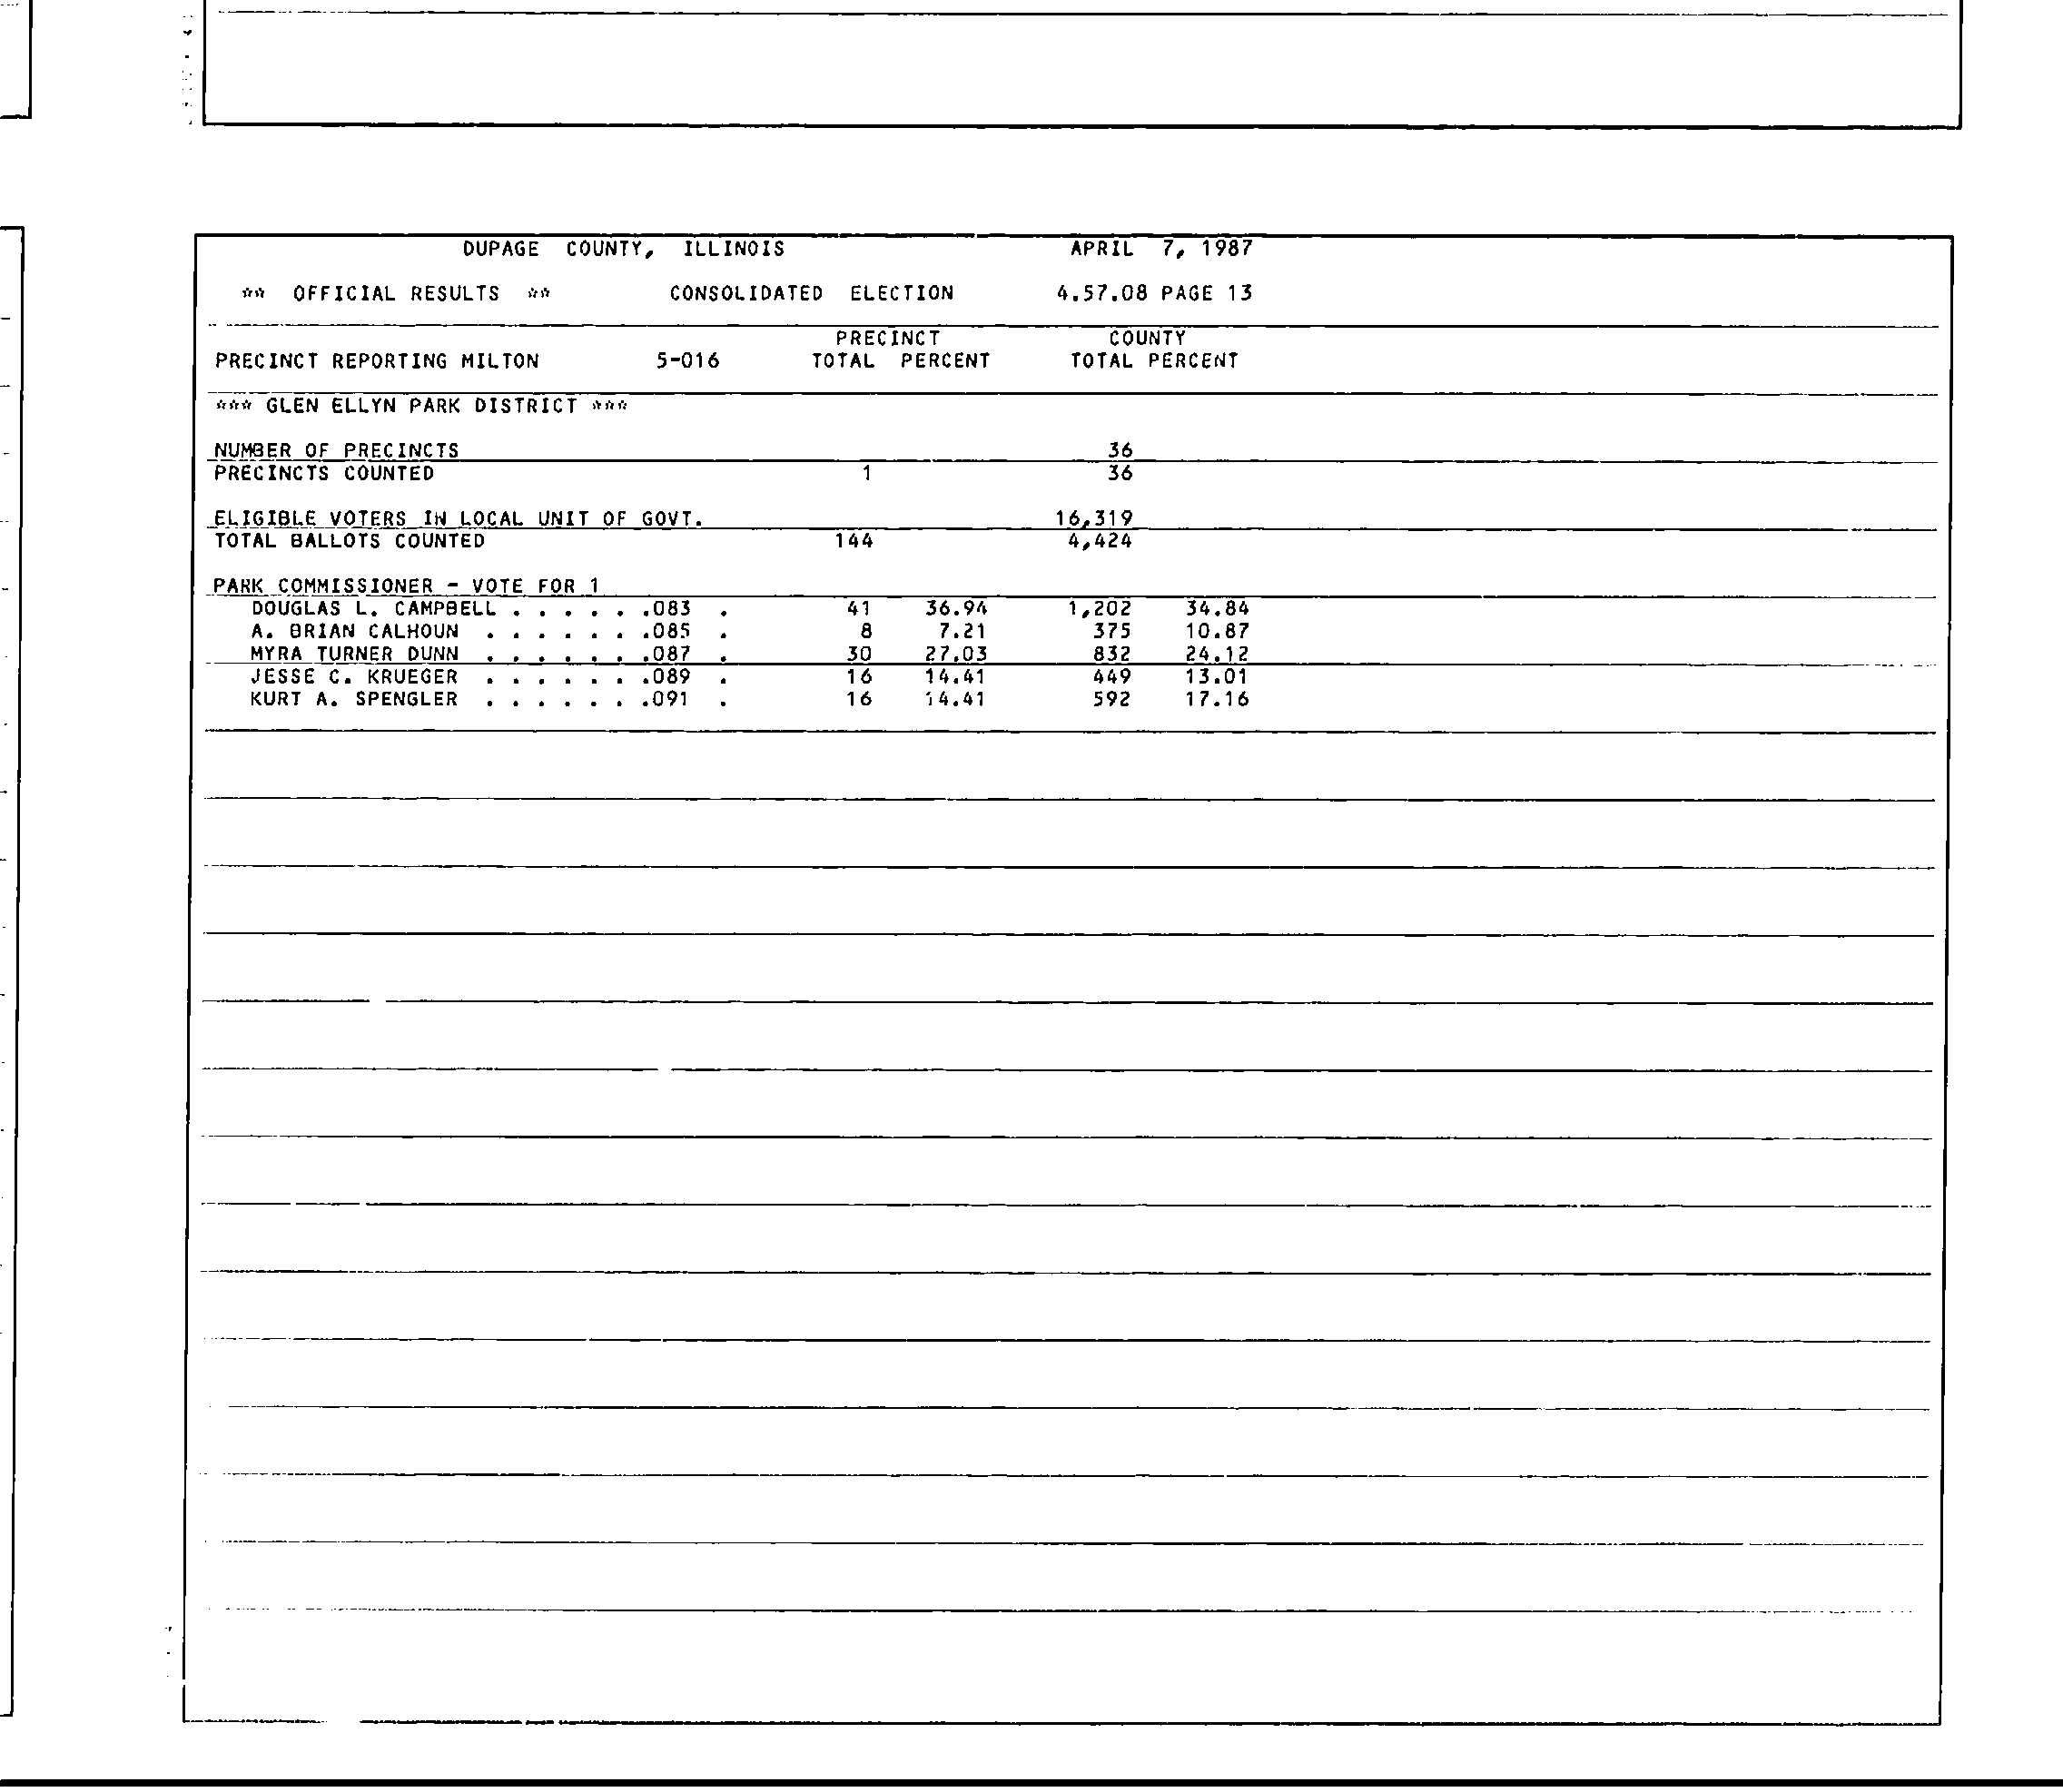 DUPAGE COUNTY, ILLINOIS APRIL 7, 1987
** OFFICIAL RESULTS ** CONSOLIDATED ELECTION 4.57.08 PAGE 13
PRECINCT COUNTY
PRECINCT REPORTING MILTON 5-016 TOTAL PERCENT TOTAL PERCENT
*** GLEN ELLYN PARK DISTRICT ***
NUMBER OF PRECINCTS 36
PRECINCTS COUNTED 1 36
ELIGIBLE VOTERS IN LOCAL UNIT OF GOVT. 16,319
TOTAL BALLOTS COUNTED 144 4,424
PARK COMMISSIONER - VOTE FOR 1
DOUGLAS L. CAMPBELL . . . . . .083 . 41 36.94 1,202 34.84
A. BRIAN CALHOUN . . . . . . .085 . 8 7.21 375 10.87
MYRA TURNER DUNN . . . . . . .087 . 30 27.03 832 24.12
JESSE C. KRUEGER . . . . . . .089 . 16 14.41 449 13.01
KURT A. SPENGLER . . . . . . .091 . 16 14.41 592 17.16